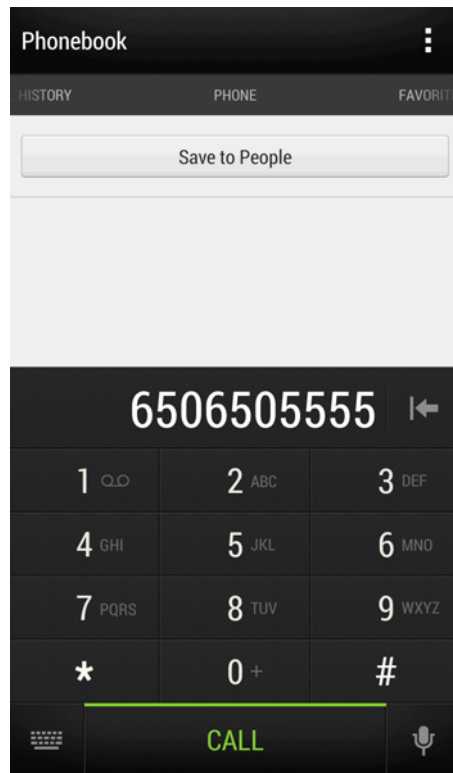 Phonebook
HISTORY PHONE FAVORIT
Save to People
6506505555
1 2 ABC 3 DEF
4 GHI 5 JKL 6 MNO
7 PQRS 8 TUV 9 WXYZ
* 0 + #
CALL